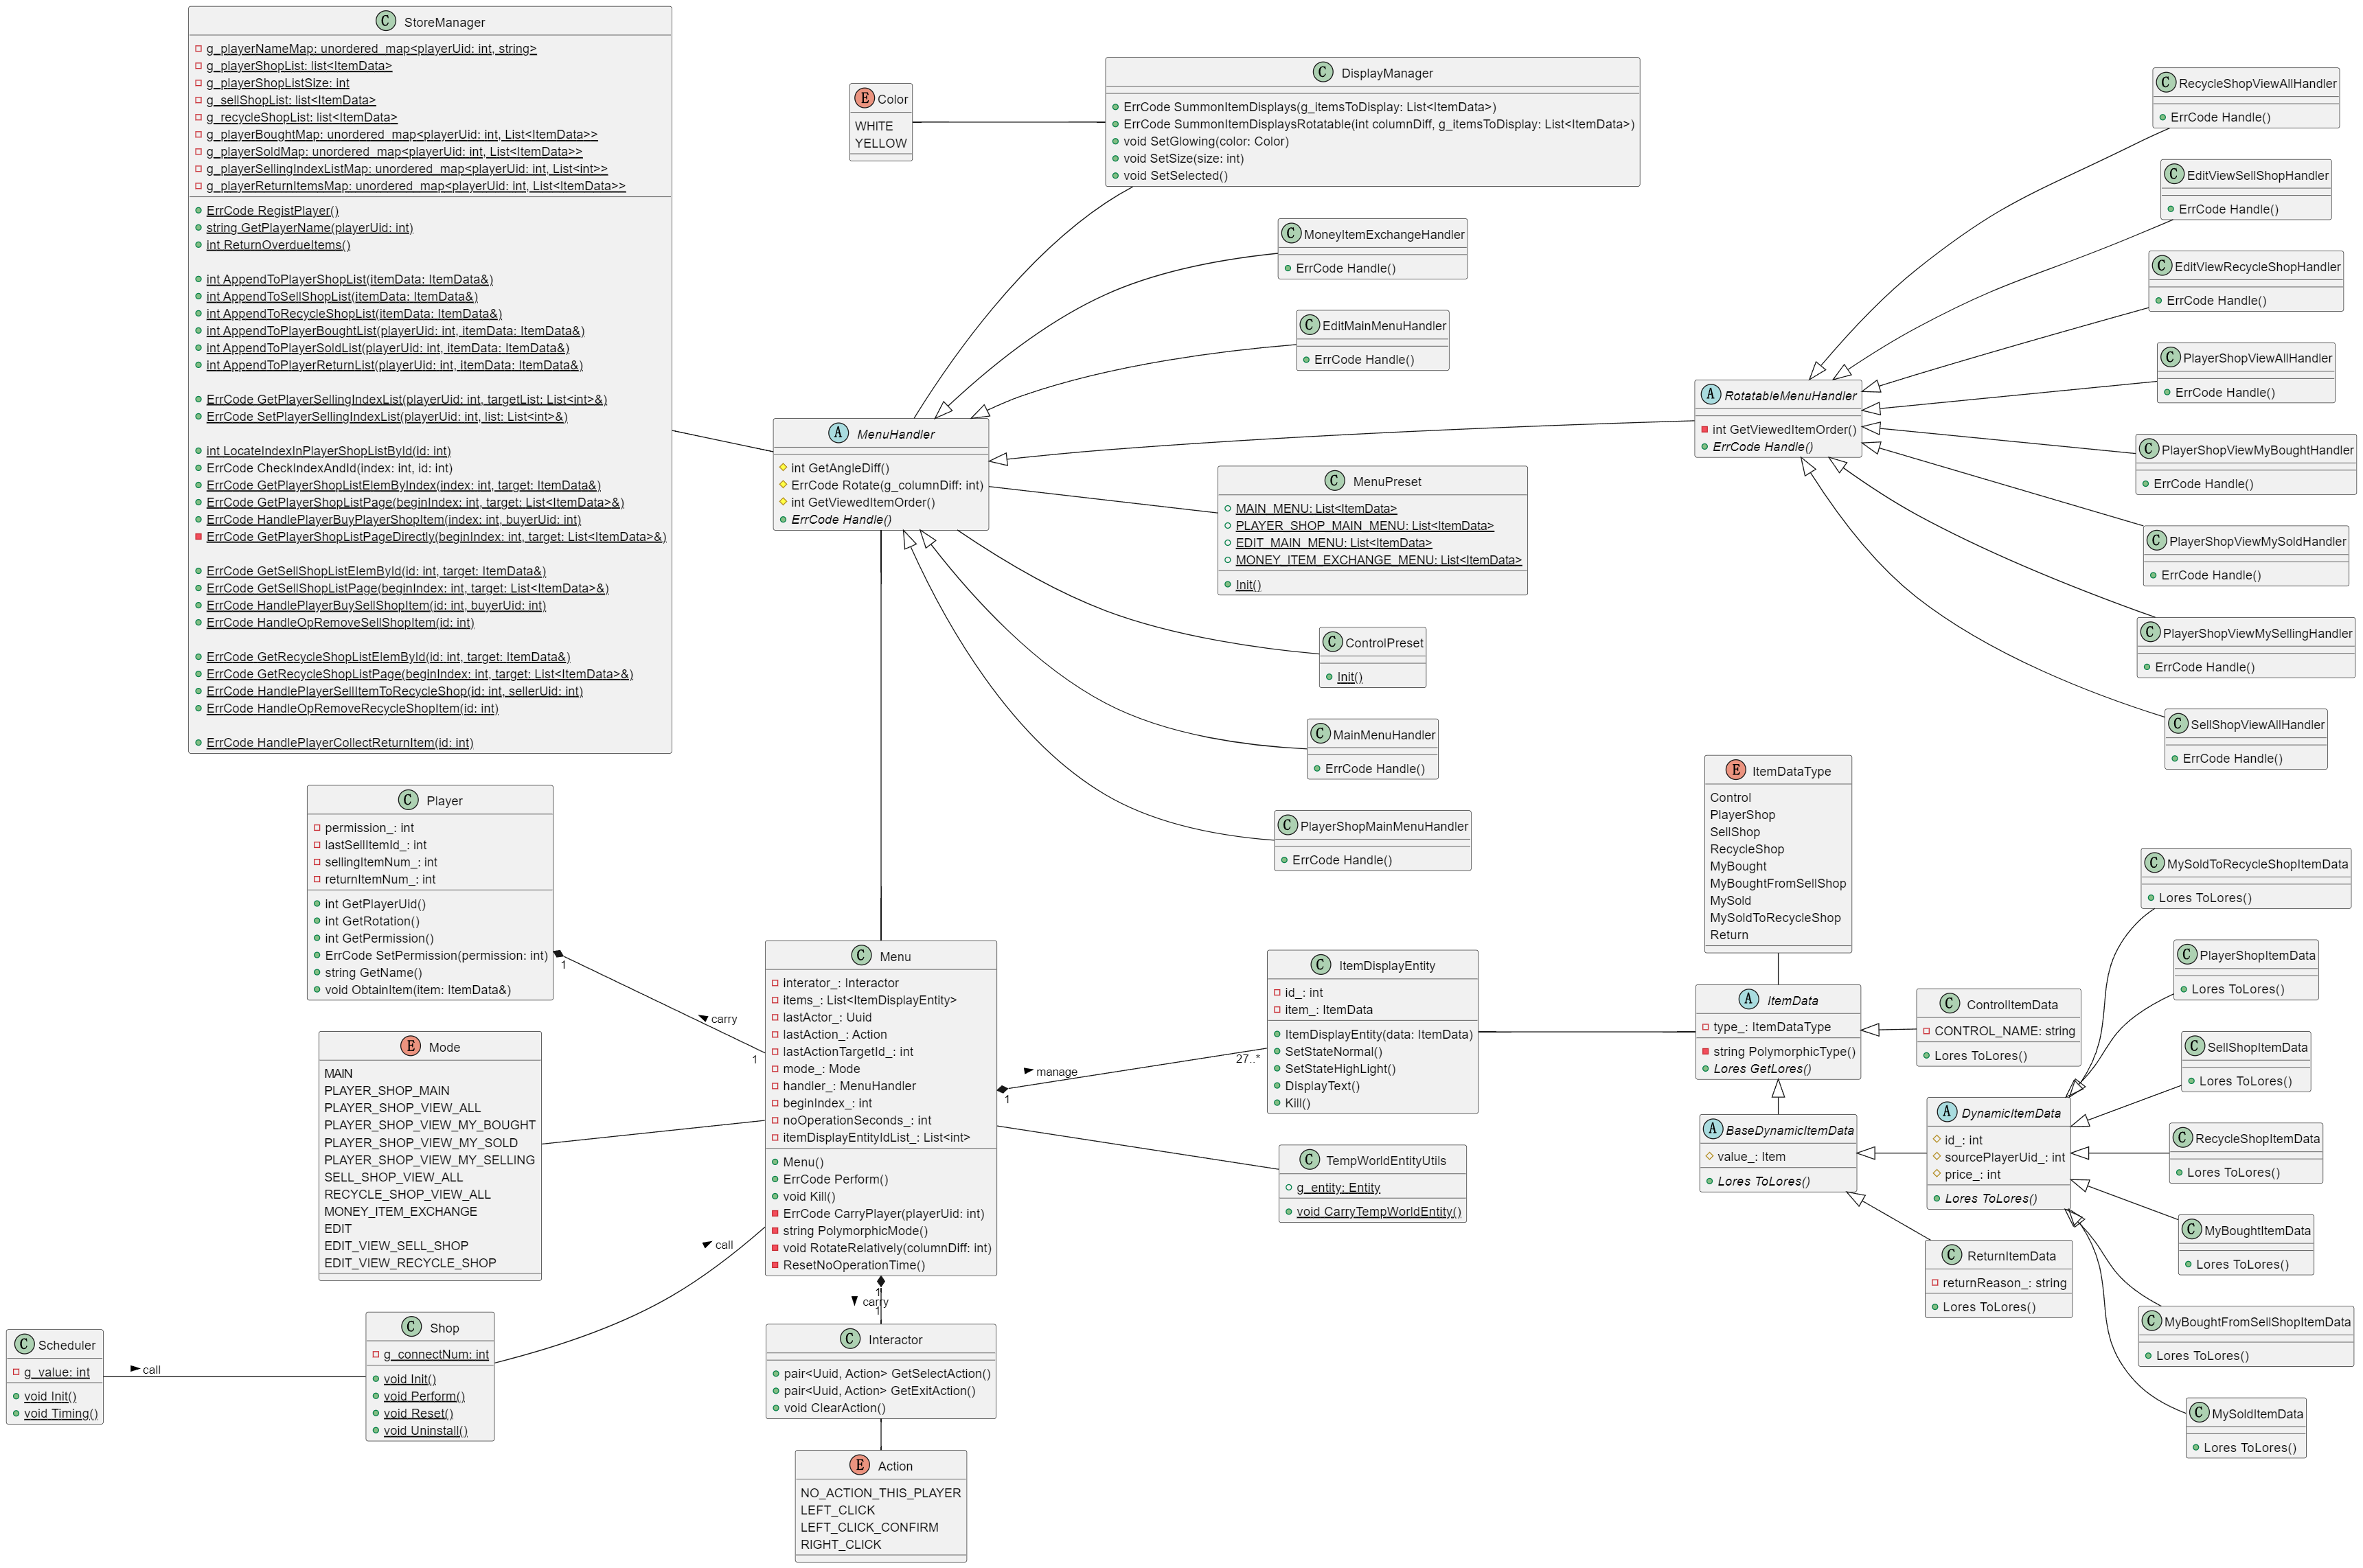 StoreManager
g_playerNameMap: unordered_map<playerUid: int, string>
g_playerShopList: list<ItemData>
g_playerShopListSize: int
g_sellShopList: list<ItemData>
g_recycleShopList: list<ItemData>
g_playerBoughtMap: unordered_map<playerUid: int, List<ItemData>>
g_playerSoldMap: unordered_map<playerUid: int, List<ItemData>>
g_playerSellingIndexListMap: unordered_map<playerUid: int, List<int>>
g_playerReturnItemsMap: unordered_map<playerUid: int, List<ItemData>>
ErrCode RegistPlayer()
string GetPlayerName(playerUid: int)
int ReturnOverdueItems()
int AppendToPlayerShopList(itemData: ItemData&)
int AppendToSellShopList(itemData: ItemData&)
int AppendToRecycleShopList(itemData: ItemData&)
int AppendToPlayerBoughtList(playerUid: int, itemData: ItemData&)
int AppendToPlayerSoldList(playerUid: int, itemData: ItemData&)
int AppendToPlayerReturnList(playerUid: int, itemData: ItemData&)
ErrCode GetPlayerSellingIndexList(playerUid: int, targetList: List<int>&)
ErrCode SetPlayerSellingIndexList(playerUid: int, list: List<int>&)
int LocateIndexInPlayerShopListById(id: int)
ErrCode CheckIndexAndId(index: int, id: int)
ErrCode GetPlayerShopListElemByIndex(index: int, target: ItemData&)
ErrCode GetPlayerShopListPage(beginIndex: int, target: List<ItemData>&)
ErrCode HandlePlayerBuyPlayerShopItem(index: int, buyerUid: int)
ErrCode GetPlayerShopListPageDirectly(beginIndex: int, target: List<ItemData>&)
ErrCode GetSellShopListElemById(id: int, target: ItemData&)
ErrCode GetSellShopListPage(beginIndex: int, target: List<ItemData>&)
ErrCode HandlePlayerBuySellShopItem(id: int, buyerUid: int)
ErrCode HandleOpRemoveSellShopItem(id: int)
ErrCode GetRecycleShopListElemById(id: int, target: ItemData&)
ErrCode GetRecycleShopListPage(beginIndex: int, target: List<ItemData>&)
ErrCode HandlePlayerSellItemToRecycleShop(id: int, sellerUid: int)
ErrCode HandleOpRemoveRecycleShopItem(id: int)
ErrCode HandlePlayerCollectReturnItem(id: int)
Color
WHITE
YELLOW
DisplayManager
ErrCode SummonItemDisplays(g_itemsToDisplay: List<ItemData>)
ErrCode SummonItemDisplaysRotatable(int columnDiff, g_itemsToDisplay: List<ItemData>)
void SetGlowing(color: Color)
void SetSize(size: int)
void SetSelected()
MoneyItemExchangeHandler
ErrCode Handle()
EditMainMenuHandler
ErrCode Handle()
MenuHandler
int GetAngleDiff()
ErrCode Rotate(g_columnDiff: int)
int GetViewedItemOrder()
ErrCode Handle()
MenuPreset
MAIN_MENU: List<ItemData>
PLAYER_SHOP_MAIN_MENU: List<ItemData>
EDIT_MAIN_MENU: List<ItemData>
MONEY_ITEM_EXCHANGE_MENU: List<ItemData>
Init()
ControlPreset
Init()
MainMenuHandler
ErrCode Handle()
PlayerShopMainMenuHandler
ErrCode Handle()
RotatableMenuHandler
int GetViewedItemOrder()
ErrCode Handle()
RecycleShopViewAllHandler
ErrCode Handle()
EditViewSellShopHandler
ErrCode Handle()
EditViewRecycleShopHandler
ErrCode Handle()
PlayerShopViewAllHandler
ErrCode Handle()
PlayerShopViewMyBoughtHandler
ErrCode Handle()
PlayerShopViewMySoldHandler
ErrCode Handle()
PlayerShopViewMySellingHandler
ErrCode Handle()
SellShopViewAllHandler
ErrCode Handle()
Player
permission_: int
lastSellItemId_: int
sellingItemNum_: int
returnItemNum_: int
int GetPlayerUid()
int GetRotation()
int GetPermission()
ErrCode SetPermission(permission: int)
string GetName()
void ObtainItem(item: ItemData&)
1
carry
1
Mode
MAIN
PLAYER_SHOP_MAIN
PLAYER_SHOP_VIEW_ALL
PLAYER_SHOP_VIEW_MY_BOUGHT
PLAYER_SHOP_VIEW_MY_SOLD
PLAYER_SHOP_VIEW_MY_SELLING
SELL_SHOP_VIEW_ALL
RECYCLE_SHOP_VIEW_ALL
MONEY_ITEM_EXCHANGE
EDIT
EDIT_VIEW_SELL_SHOP
EDIT_VIEW_RECYCLE_SHOP
Scheduler
g_value: int
void Init()
void Timing()
call
Shop
g_connectNum: int
void Init()
void Perform()
void Reset()
void Uninstall()
call
Menu
interator_: Interactor
items_: List<ItemDisplayEntity>
lastActor_: Uuid
lastAction_: Action
lastActionTargetId_: int
mode_: Mode
handler_: MenuHandler
beginIndex_: int
noOperationSeconds_: int
itemDisplayEntityIdList_: List<int>
Menu()
ErrCode Perform()
void Kill()
ErrCode CarryPlayer(playerUid: int)
string PolymorphicMode()
void RotateRelatively(columnDiff: int)
ResetNoOperationTime()
1
carry
1
Interactor
pair<Uuid, Action> GetSelectAction()
pair<Uuid, Action> GetExitAction()
void ClearAction()
Action
NO_ACTION_THIS_PLAYER
LEFT_CLICK
LEFT_CLICK_CONFIRM
RIGHT_CLICK
manage
1
27..*
ItemDisplayEntity
id_: int
item_: ItemData
ItemDisplayEntity(data: ItemData)
SetStateNormal()
SetStateHighLight()
DisplayText()
Kill()
TempWorldEntityUtils
g_entity: Entity
void CarryTempWorldEntity()
ItemDataType
Control
PlayerShop
SellShop
RecycleShop
MyBought
MyBoughtFromSellShop
MySold
MySoldToRecycleShop
Return
ItemData
type_: ItemDataType
string PolymorphicType()
Lores GetLores()
ControlItemData
CONTROL_NAME: string
Lores ToLores()
BaseDynamicItemData
value_: Item
Lores ToLores()
DynamicItemData
id_: int
sourcePlayerUid_: int
price_: int
Lores ToLores()
ReturnItemData
returnReason_: string
Lores ToLores()
MySoldToRecycleShopItemData
Lores ToLores()
PlayerShopItemData
Lores ToLores()
SellShopItemData
Lores ToLores()
RecycleShopItemData
Lores ToLores()
MyBoughtItemData
Lores ToLores()
MyBoughtFromSellShopItemData
Lores ToLores()
MySoldItemData
Lores ToLores()